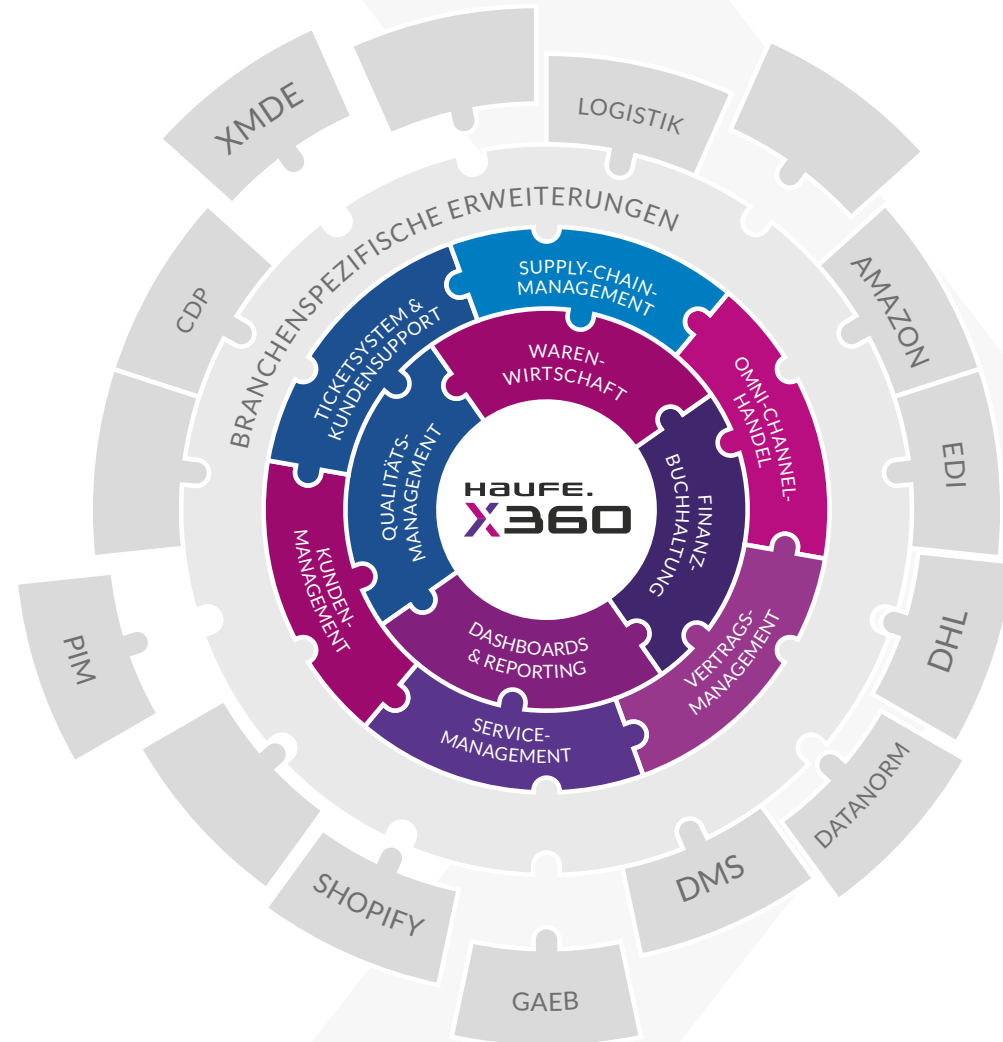 XMDE
LOGISTIK
AMAZON
EDI
DHL
DATANORM
DMS
GAEB
SHOPIFY
PIM
CDP
BRANCHENSPEZIFISCHE ERWEITERUNGEN
SUPPLY-CHAIN-
MANAGEMENT
OMNI-CHANNEL-
HANDEL
VERTRAGS-
MANAGEMENT
SERVICE-
MANAGEMENT
KUNDEN-
MANAGEMENT
TICKETSYSTEM &
KUNDENSUPPORT
WAREN-
WIRTSCHAFT
FINANZ-
BUCHHALTUNG
DASHBOARDS
& REPORTING
QUALITÄTS-
MANAGEMENT
HAUFE.
X360